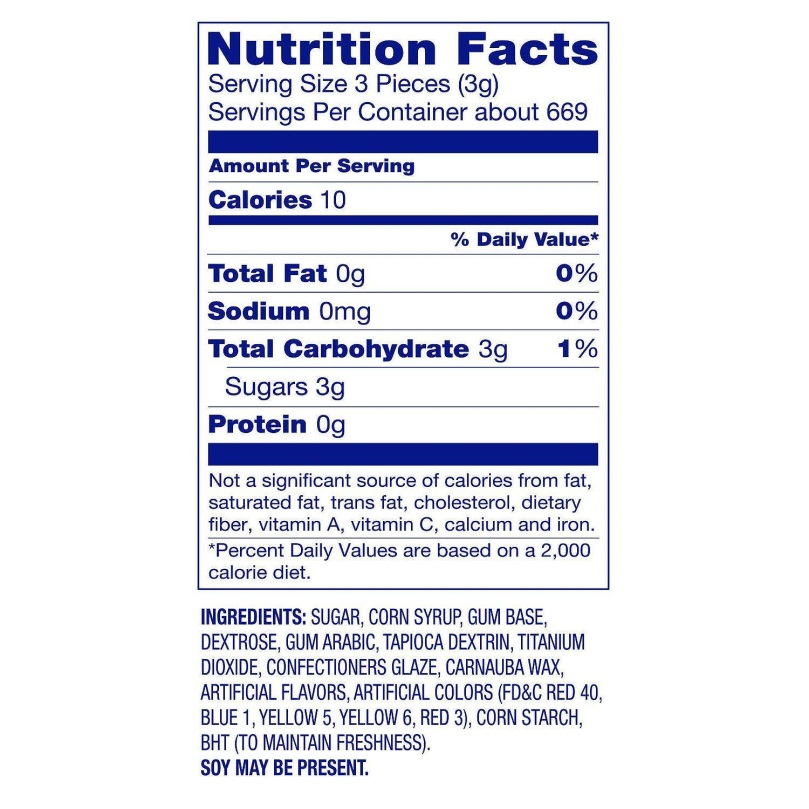 Nutrition Facts
Serving Size 3 Pieces (3g)
Servings Per Container about 669
Amount Per Serving
Calories 10
% Daily Value*
Total Fat 0g 0%
Sodium 0mg 0%
Total Carbohydrate 3g 1%
Sugars 3g
Protein 0g
Not a significant source of calories from fat,
saturated fat, trans fat, cholesterol, dietary
fiber, vitamin A, vitamin C, calcium and iron.
*Percent Daily Values are based on a 2,000
calorie diet.
INGREDIENTS: SUGAR, CORN SYRUP, GUM BASE,
DEXTROSE, GUM ARABIC, TAPIOCA DEXTRIN, TITANIUM
DIOXIDE, CONFECTIONERS GLAZE, CARNAUBA WAX,
ARTIFICIAL FLAVORS, ARTIFICIAL COLORS (FD&C RED 40,
BLUE 1, YELLOW 5, YELLOW 6, RED 3), CORN STARCH,
BHT (TO MAINTAIN FRESHNESS).
SOY MAY BE PRESENT.